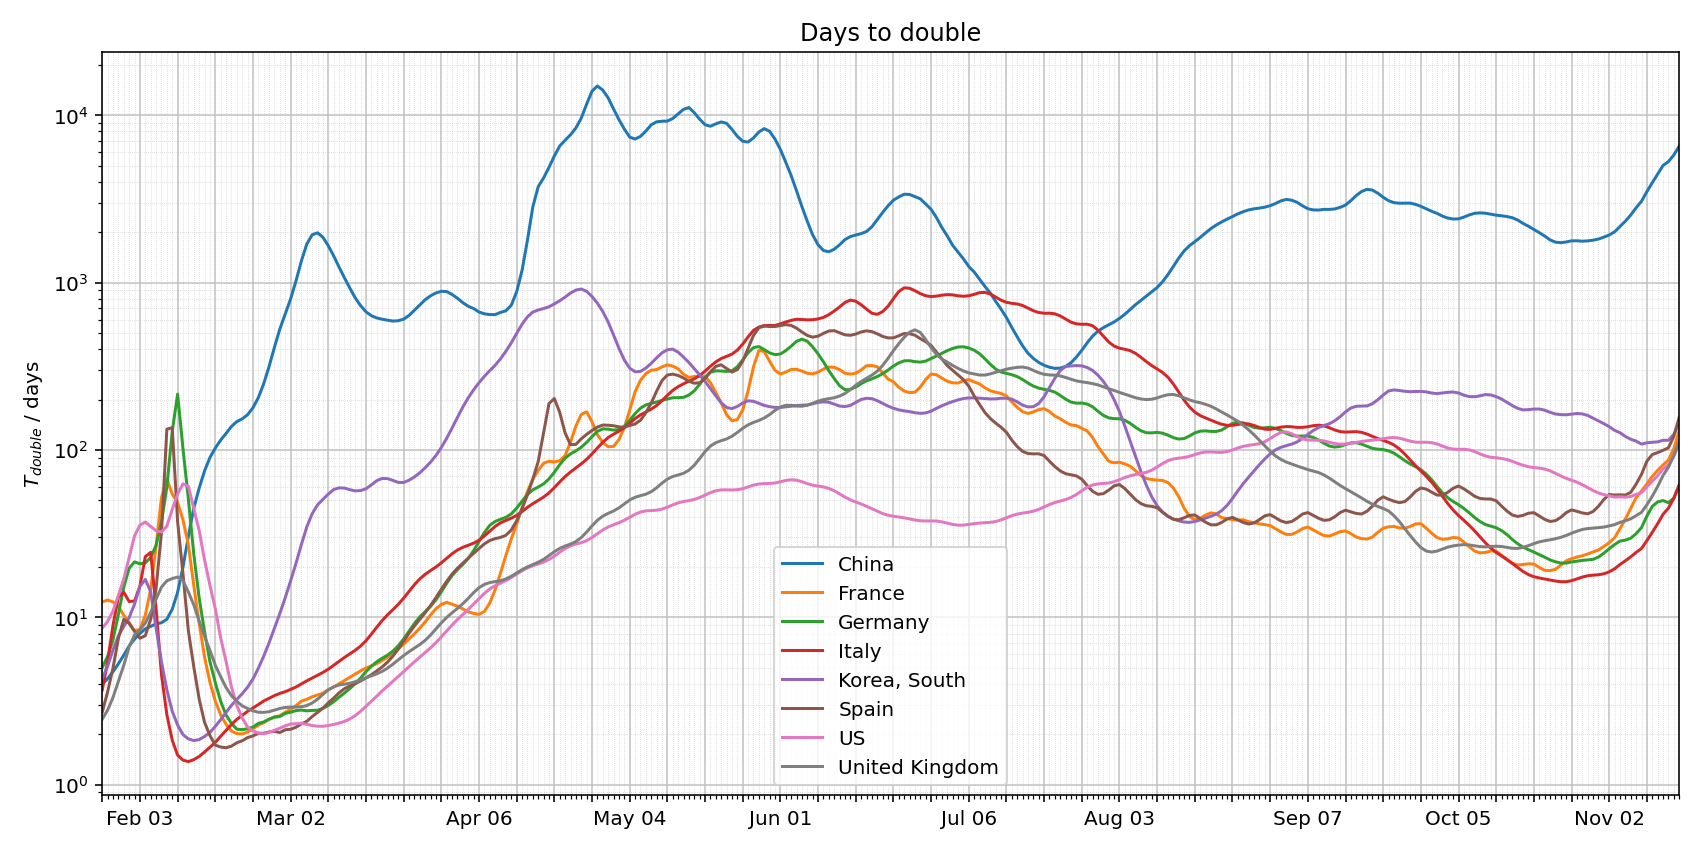 Days to double
T_double / days
10^4
10^3
10^2
10^1
10^0
Feb 03 Mar 02 Apr 06 May 04 Jun 01 Jul 06 Aug 03 Sep 07 Oct 05 Nov 02
China
France
Germany
Italy
Korea, South
Spain
US
United Kingdom